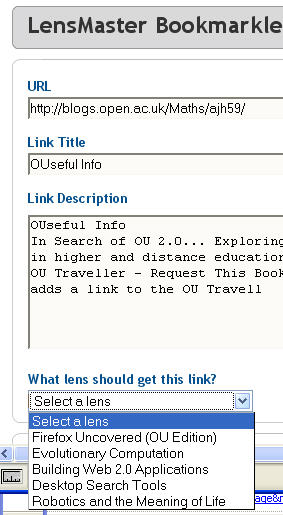 LensMaster Bookmarkle
URL
http://blogs.open.ac.uk/Maths/ajh59/
Link Title
OUseful Info
Link Description
OUseful Info
In Search of OU 2.0... Exploring
in higher and distance education
OU Traveller - Request This Book
adds a link to the OU Travell
What lens should get this link?
Select a lens
Select a lens
Firefox Uncovered (OU Edition)
Evolutionary Computation
Building Web 2.0 Applications
Desktop Search Tools
Robotics and the Meaning of Life